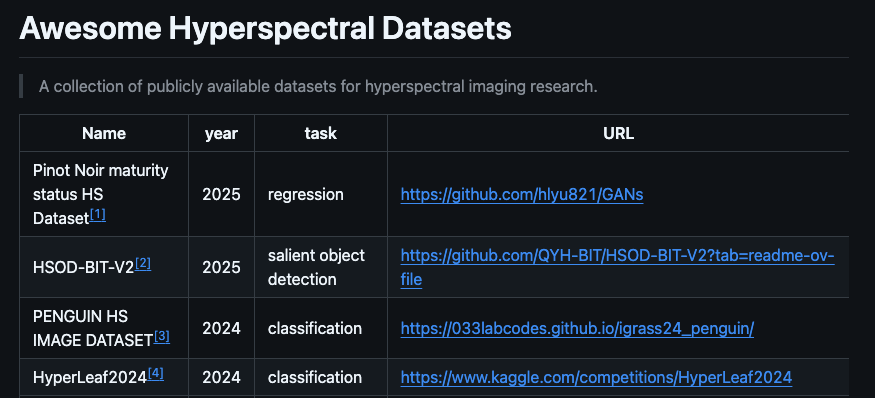 Awesome Hyperspectral Datasets
A collection of publicly available datasets for hyperspectral imaging research.
Name year task URL
Pinot Noir maturity
status HS
Dataset[1] 2025 regression https://github.com/hlyu821/GANs
HSOD-BIT-V2[2] 2025 salient object
detection https://github.com/QYH-BIT/HSOD-BIT-V2?tab=readme-ov-
file
PENGUIN HS
IMAGE DATASET[3] 2024 classification https://033labcodes.github.io/igrass24_penguin/
HyperLeaf2024[4] 2024 classification https://www.kaggle.com/competitions/HyperLeaf2024